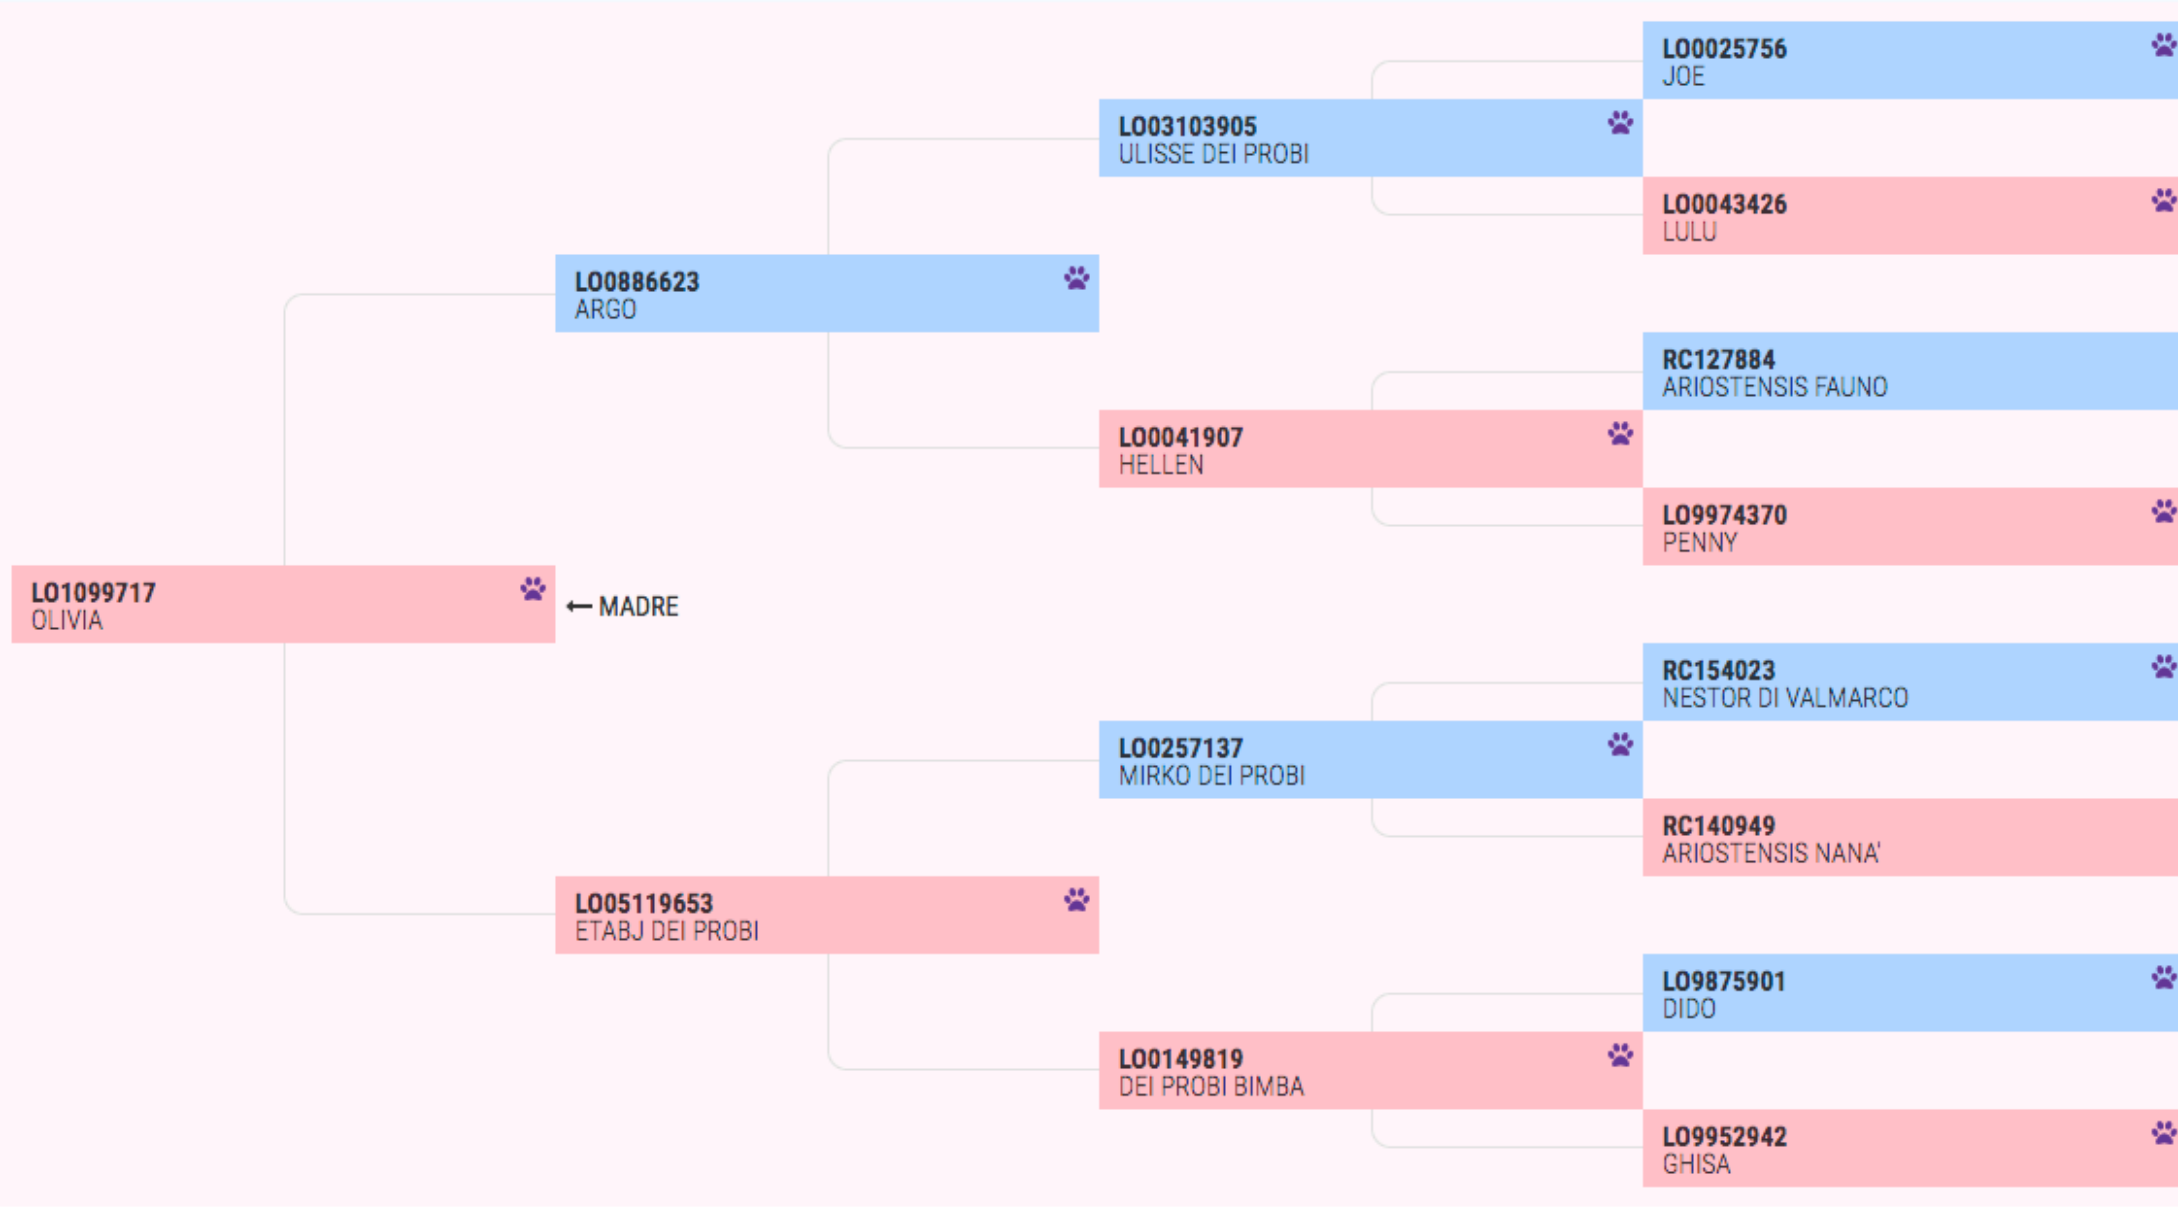 LO0025756
JOE
LO03103905
ULISSE DEI PROBI
LO0043426
LULU
LO0886623
ARGO
RC127884
ARIOSTENSIS FAUNO
LO0041907
HELLEN
LO9974370
PENNY
LO1099717
OLIVIA
← MADRE
RC154023
NESTOR DI VALMARCO
LO0257137
MIRKO DEI PROBI
RC140949
ARIOSTENSIS NANA'
LO05119653
ETABJ DEI PROBI
LO9875901
DIDO
LO0149819
DEI PROBI BIMBA
LO9952942
GHISA